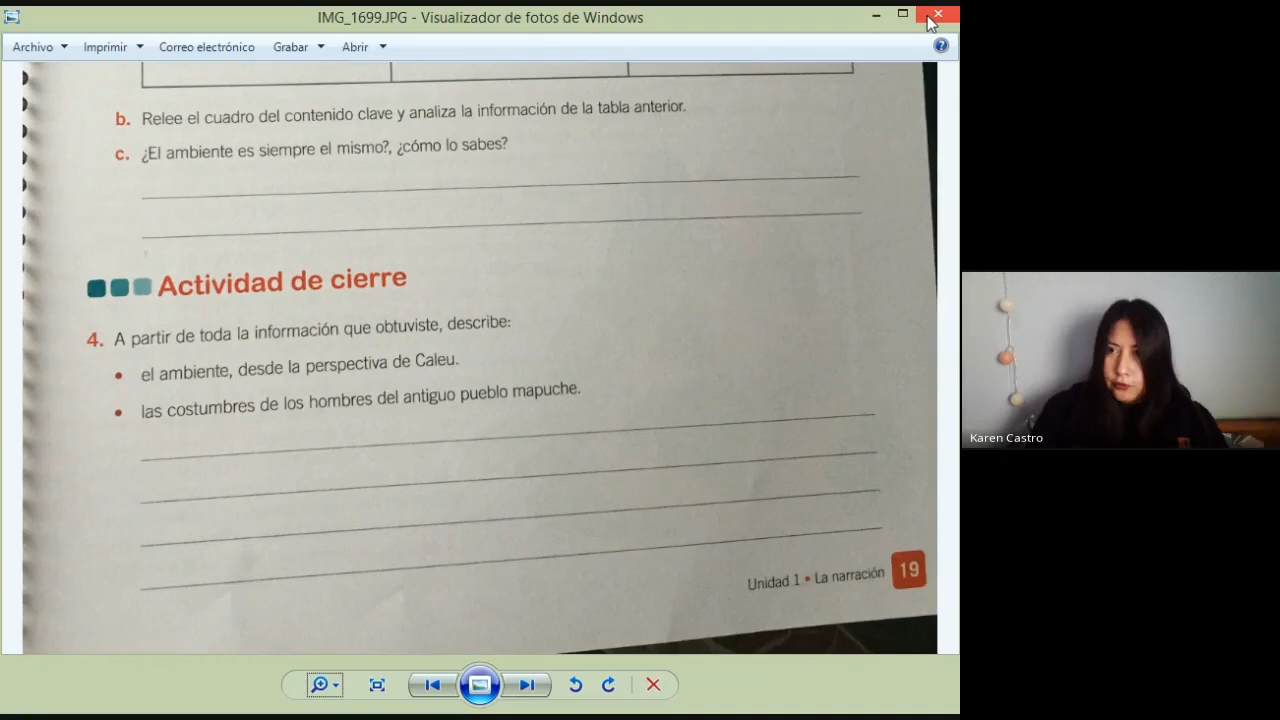 IMG_1699.JPG - Visualizador de fotos de Windows
Archivo Imprimir Correo electrónico Grabar Abrir
b. Relee el cuadro del contenido clave y analiza la información de la tabla anterior.
c. ¿El ambiente es siempre el mismo?, ¿cómo lo sabes?
Actividad de cierre
4. A partir de toda la información que obtuviste, describe:
• el ambiente, desde la perspectiva de Caleu.
• las costumbres de los hombres del antiguo pueblo mapuche.
Unidad 1 • La narración 19
Karen Castro